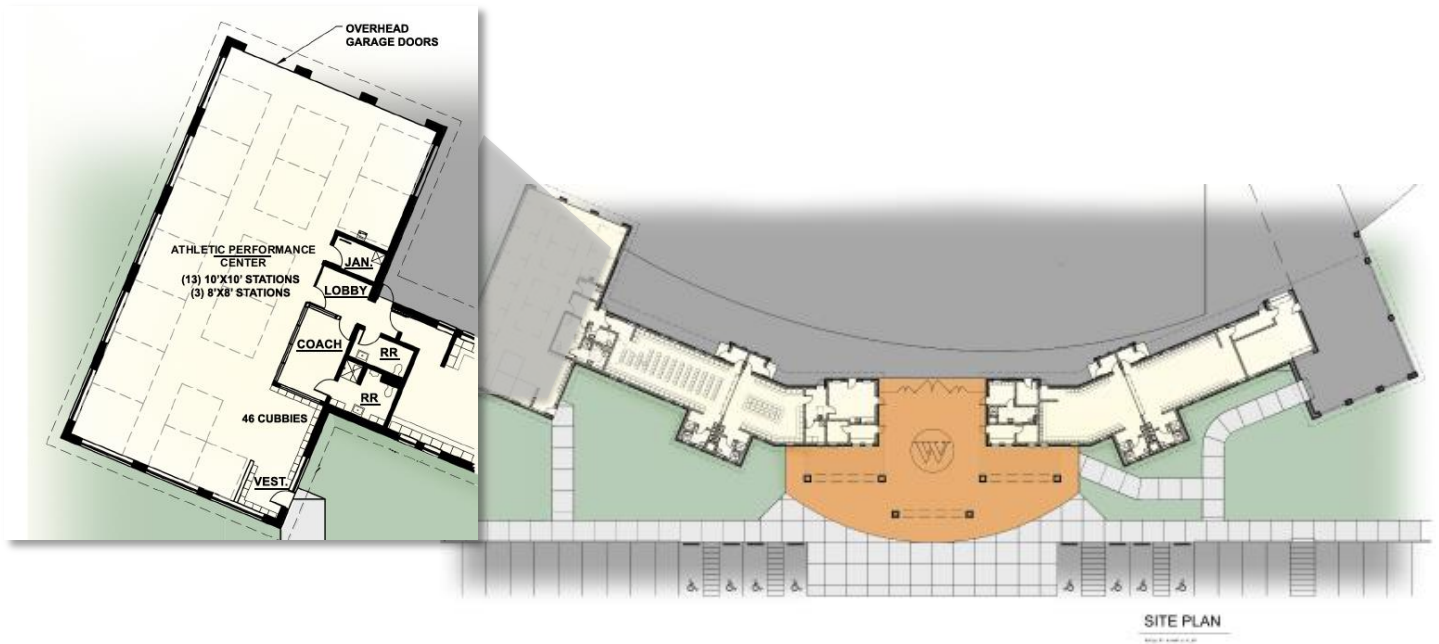 OVERHEAD
GARAGE DOORS
ATHLETIC PERFORMANCE
CENTER
(13) 10'X10' STATIONS
(3) 8'X8' STATIONS
JAN.
LOBBY
COACH
RR
RR
46 CUBBIES
VEST.
W
SITE PLAN